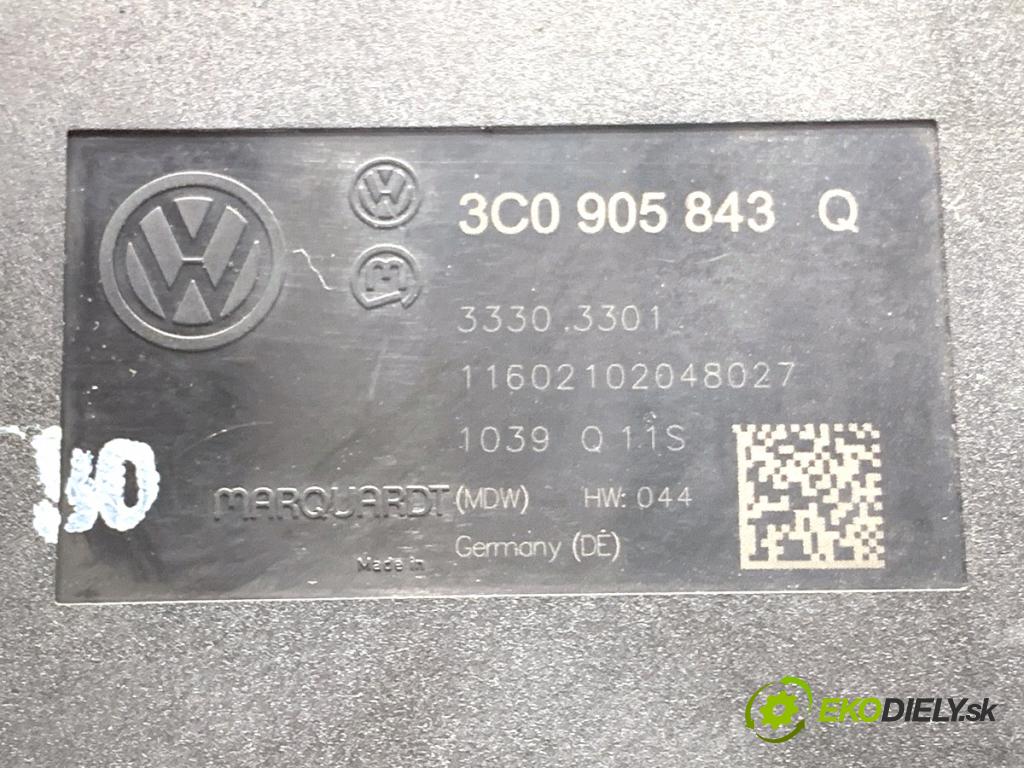 3C0 905 843 Q
3330.3301
11602102048027
1039 Q 11S
MARQUARDT (MDW) HW: 044
Made in Germany (DE)
EKODIELY.sk